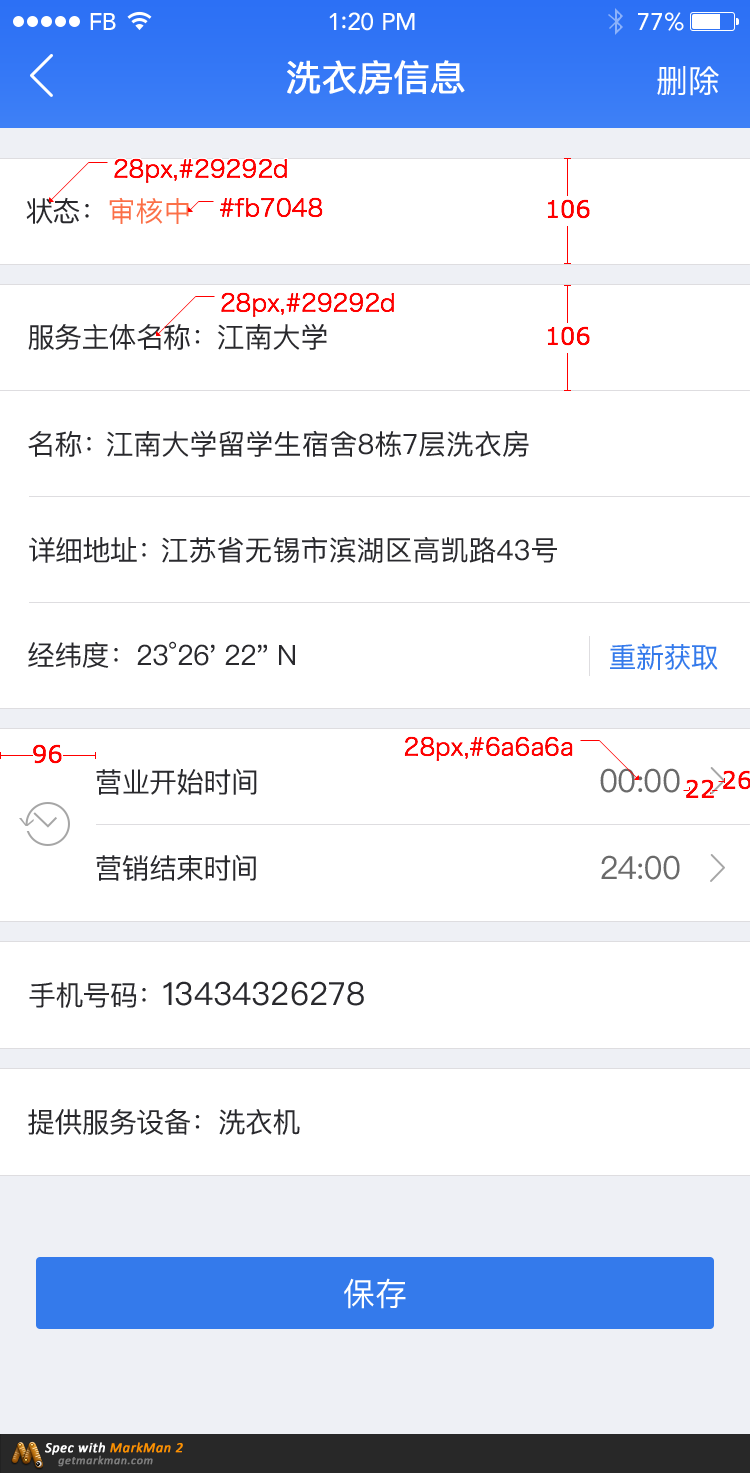 FB 1:20 PM 77%
洗衣房信息 删除
28px,#29292d
状态：审核中 #fb7048 106
28px,#29292d
服务主体名称：江南大学 106
名称：江南大学留学生宿舍8栋7层洗衣房
详细地址：江苏省无锡市滨湖区高凯路43号
经纬度：23°26’ 22” N 重新获取
96 28px,#6a6a6a
营业开始时间 00:00 22 26
营销结束时间 24:00
手机号码：13434326278
提供服务设备：洗衣机
保存
Spec with MarkMan 2
getmarkman.com